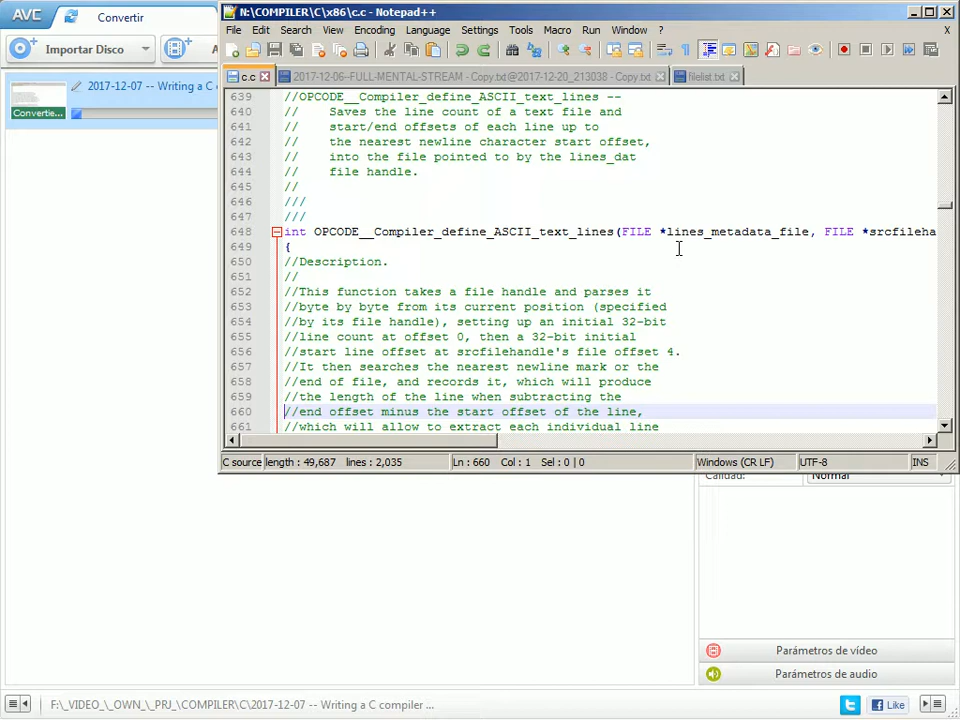 AVC Convertir
Importar Disco
A
2017-12-07 -- Writing a C
Convertie...
N:\COMPILER\C\x86\c.c - Notepad++
File Edit Search View Encoding Language Settings Tools Macro Run Window ? X
c.c 2017-12-06--FULL-MENTAL-STREAM - Copy.txt@2017-12-20_213038 - Copy.txt filelist.txt
639 //OPCODE__Compiler_define_ASCII_text_lines --
640 // Saves the line count of a text file and
641 // start/end offsets of each line up to
642 // the nearest newline character start offset,
643 // into the file pointed to by the lines_dat
644 // file handle.
645 //
646 ///
647 ///
648 int OPCODE__Compiler_define_ASCII_text_lines(FILE *lines_metadata_file, FILE *srcfileha
649 {
650 //Description.
651 //
652 //This function takes a file handle and parses it
653 //byte by byte from its current position (specified
654 //by its file handle), setting up an initial 32-bit
655 //line count at offset 0, then a 32-bit initial
656 //start line offset at srcfilehandle's file offset 4.
657 //It then searches the nearest newline mark or the
658 //end of file, and records it, which will produce
659 //the length of the line when subtracting the
660 //end offset minus the start offset of the line,
661 //which will allow to extract each individual line
C source length : 49,687 lines : 2,035 Ln : 660 Col : 1 Sel : 0 | 0 Windows (CR LF) UTF-8 INS
Calidad: Normal
Parámetros de vídeo
Parámetros de audio
F:\_VIDEO_\_OWN_\_PRJ_\COMPILER\C\2017-12-07 -- Writing a C compiler ...
Like